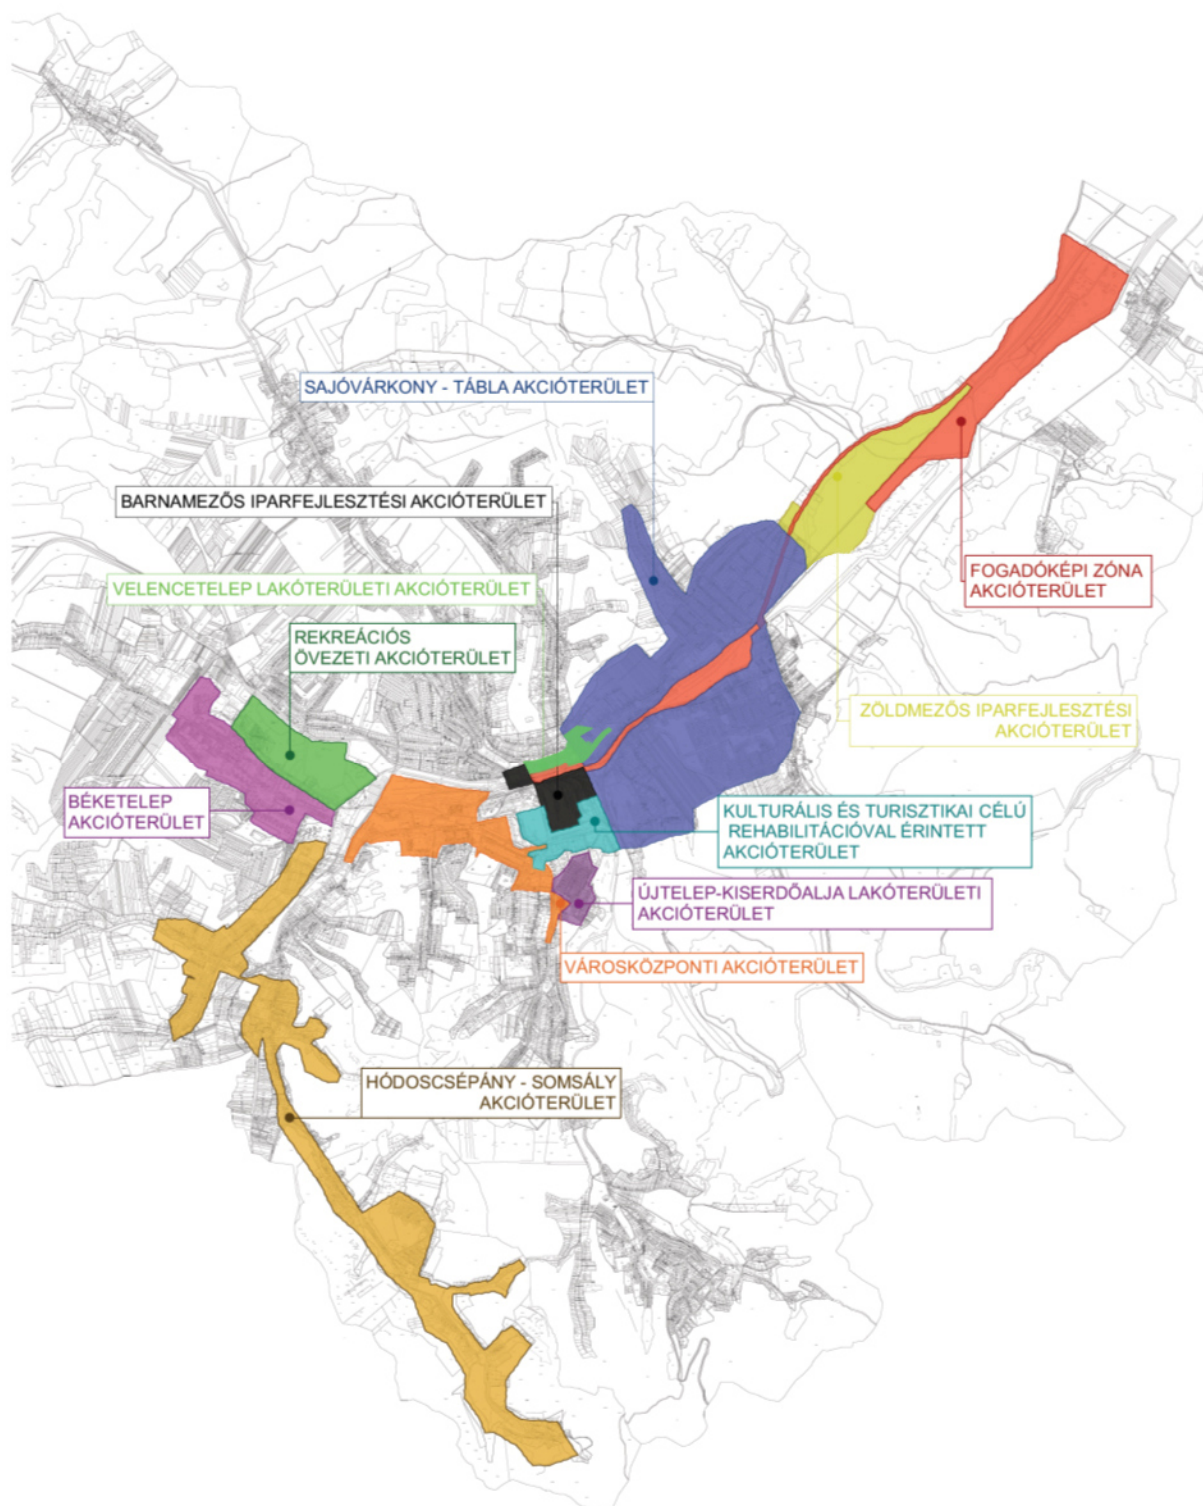 SAJÓVÁRKONY - TÁBLA AKCIÓTERÜLET
BARNAMEZŐS IPARFEJLESZTÉSI AKCIÓTERÜLET
FOGADÓKÉPI ZÓNA
AKCIÓTERÜLET
VELENCETELEP LAKÓTERÜLETI AKCIÓTERÜLET
REKREÁCIÓS
ÖVEZETI AKCIÓTERÜLET
ZÖLDMEZŐS IPARFEJLESZTÉSI
AKCIÓTERÜLET
BÉKETELEP
AKCIÓTERÜLET
KULTURÁLIS ÉS TURISZTIKAI CÉLÚ
REHABILITÁCIÓVAL ÉRINTETT
AKCIÓTERÜLET
ÚJTELEP-KISERDŐALJA LAKÓTERÜLETI
AKCIÓTERÜLET
VÁROSKÖZPONTI AKCIÓTERÜLET
HÓDOSCSÉPÁNY - SOMSÁLY
AKCIÓTERÜLET